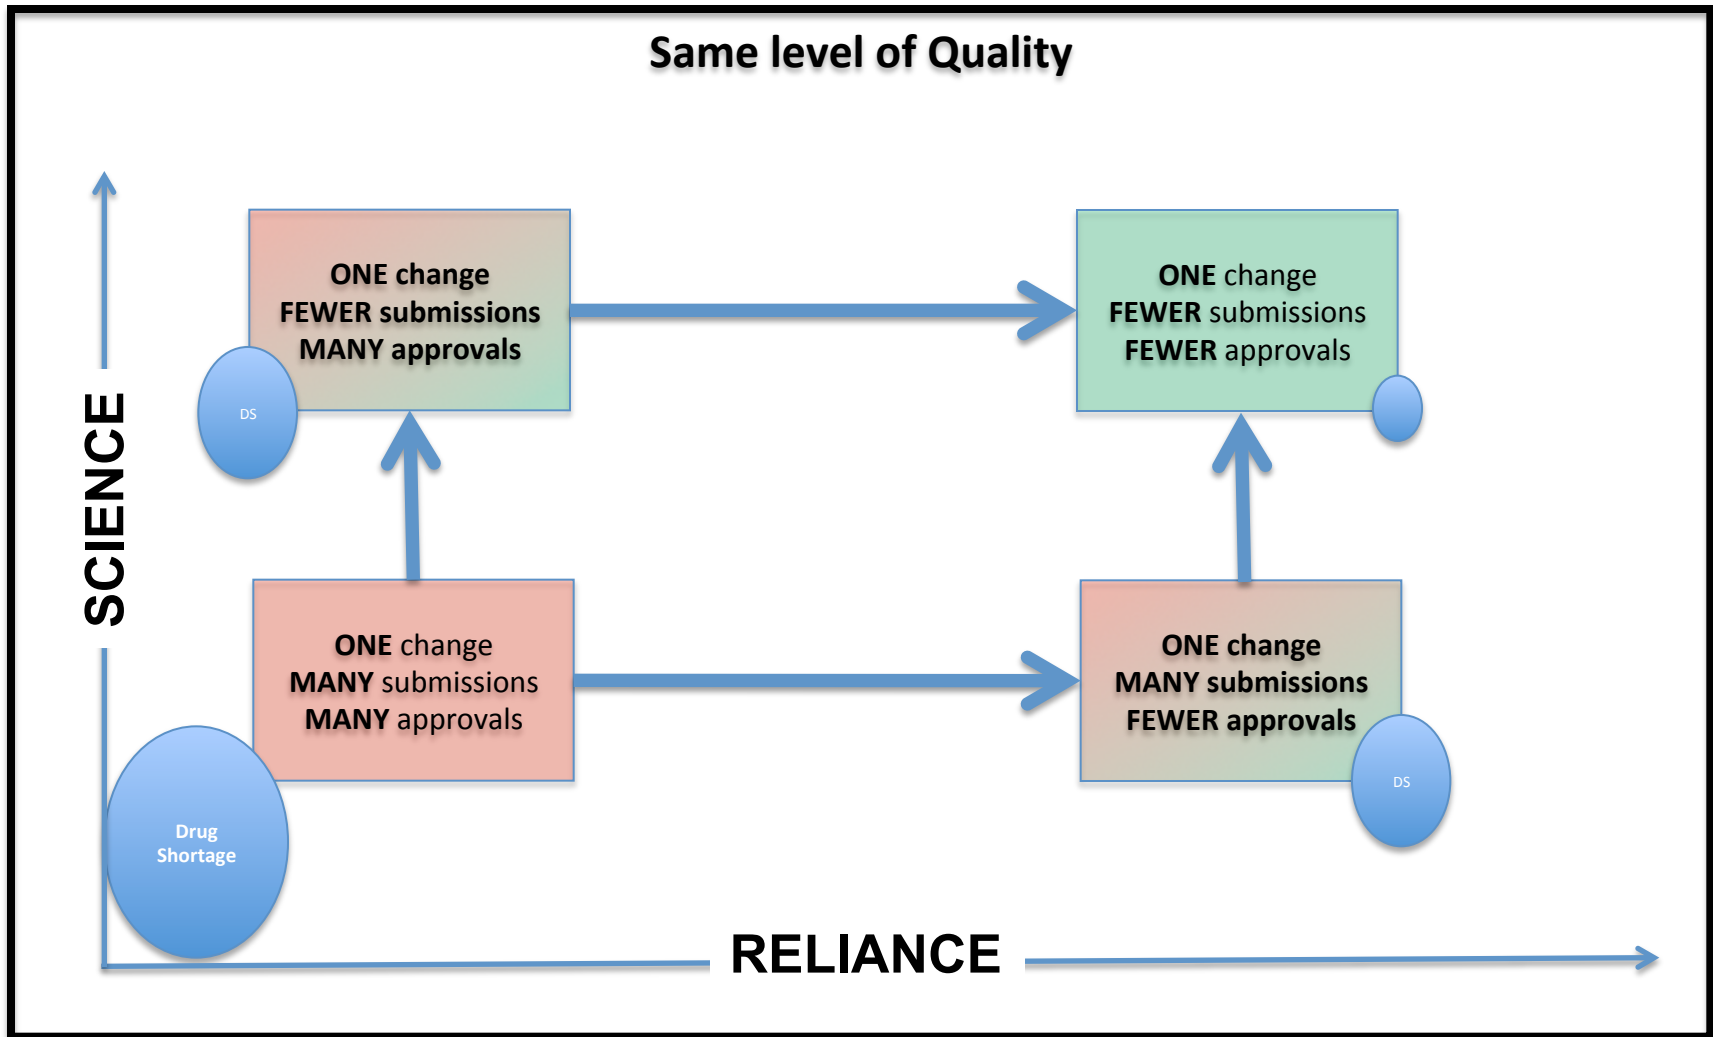 Same level of Quality
ONE change
FEWER submissions
MANY approvals
DS
ONE change
FEWER submissions
FEWER approvals
SCIENCE
ONE change
MANY submissions
MANY approvals
Drug
Shortage
ONE change
MANY submissions
FEWER approvals
DS
RELIANCE